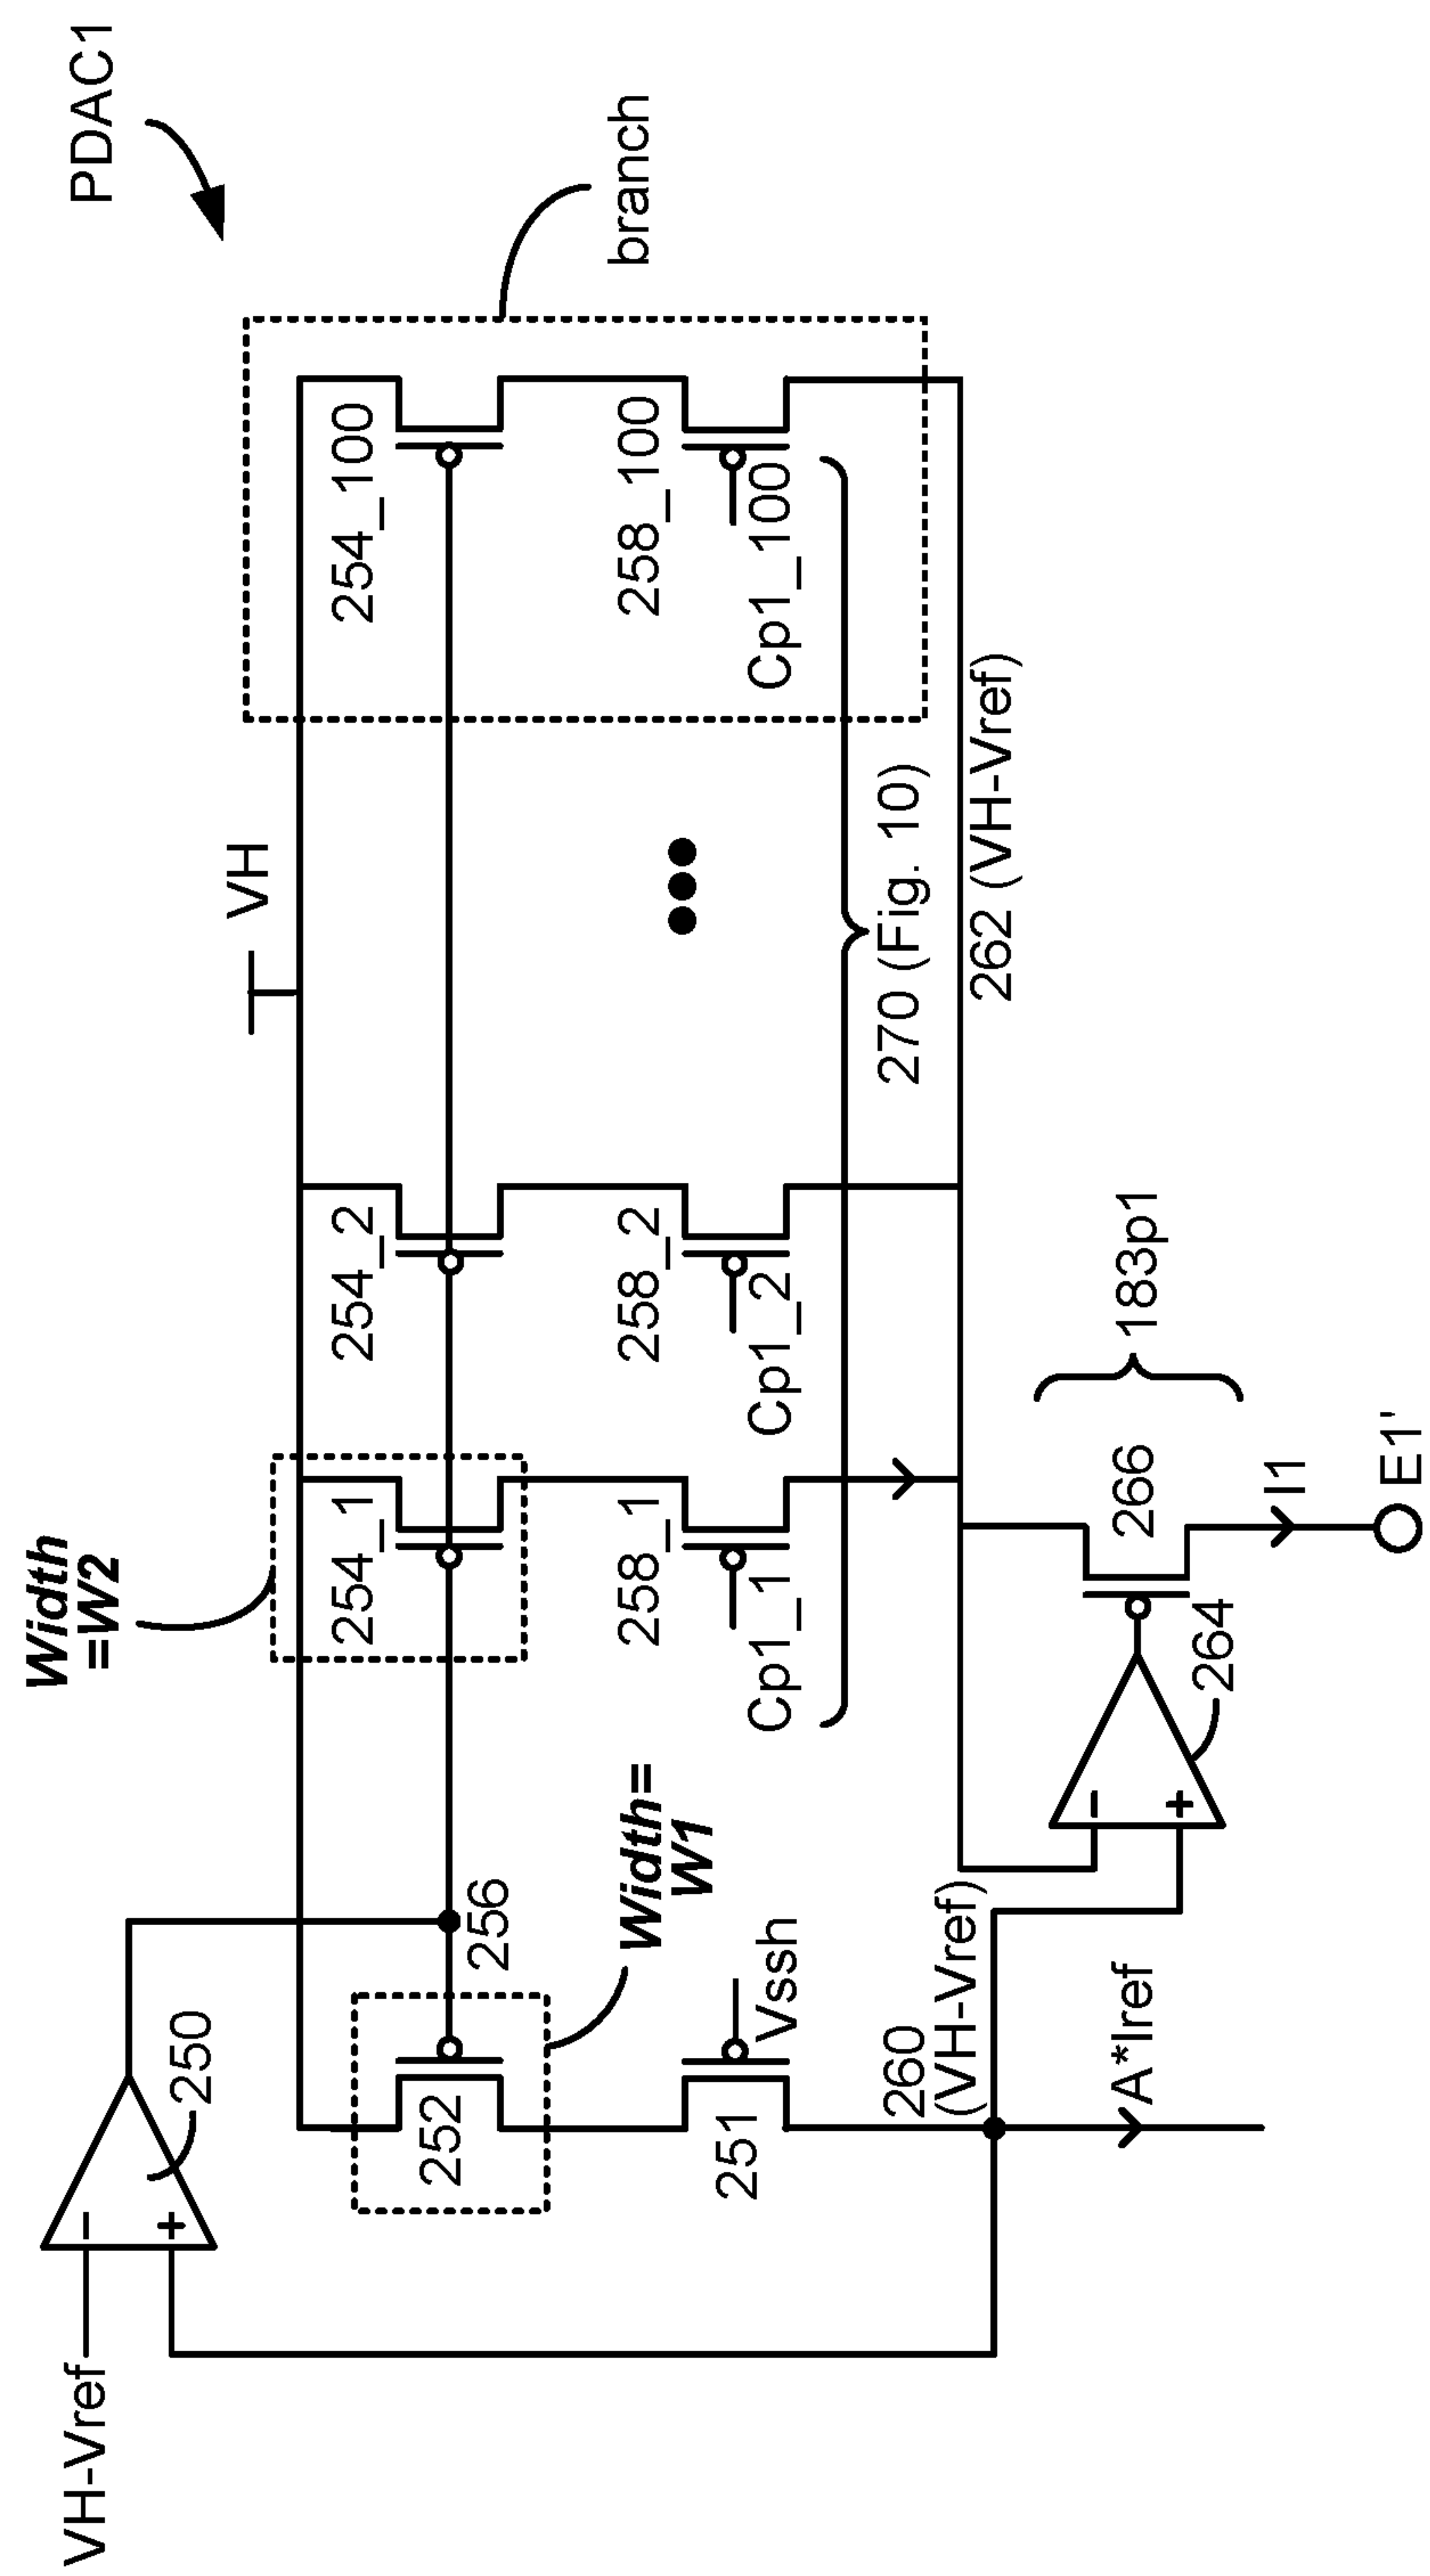 PDAC1
branch
VH
Width
=W2
254_1
254_2
254_100
258_1
258_2
258_100
Cp1_1
Cp1_2
Cp1_100
270 (Fig. 10)
262 (VH-Vref)
VH-Vref
250
256
252
Width=
W1
251
Vssh
260
(VH-Vref)
A*Iref
-
+
-
+
264
266
183p1
I1
E1'